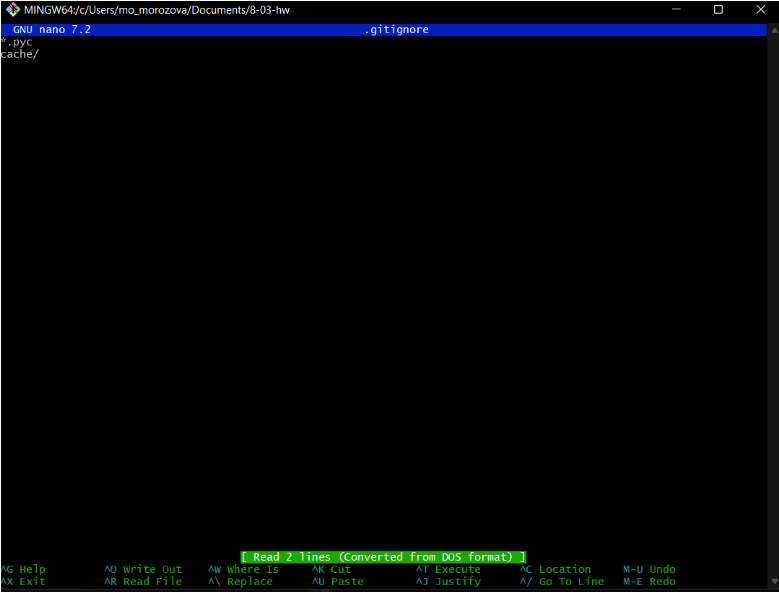 MINGW64:/c/Users/mo_morozova/Documents/8-03-hw
GNU nano 7.2 .gitignore
*.pyc
cache/
[ Read 2 lines (Converted from DOS format) ]
^G Help ^O Write Out ^W Where Is ^K Cut ^T Execute ^C Location M-U Undo
^X Exit ^R Read File ^\ Replace ^U Paste ^J Justify ^/ Go To Line M-E Redo